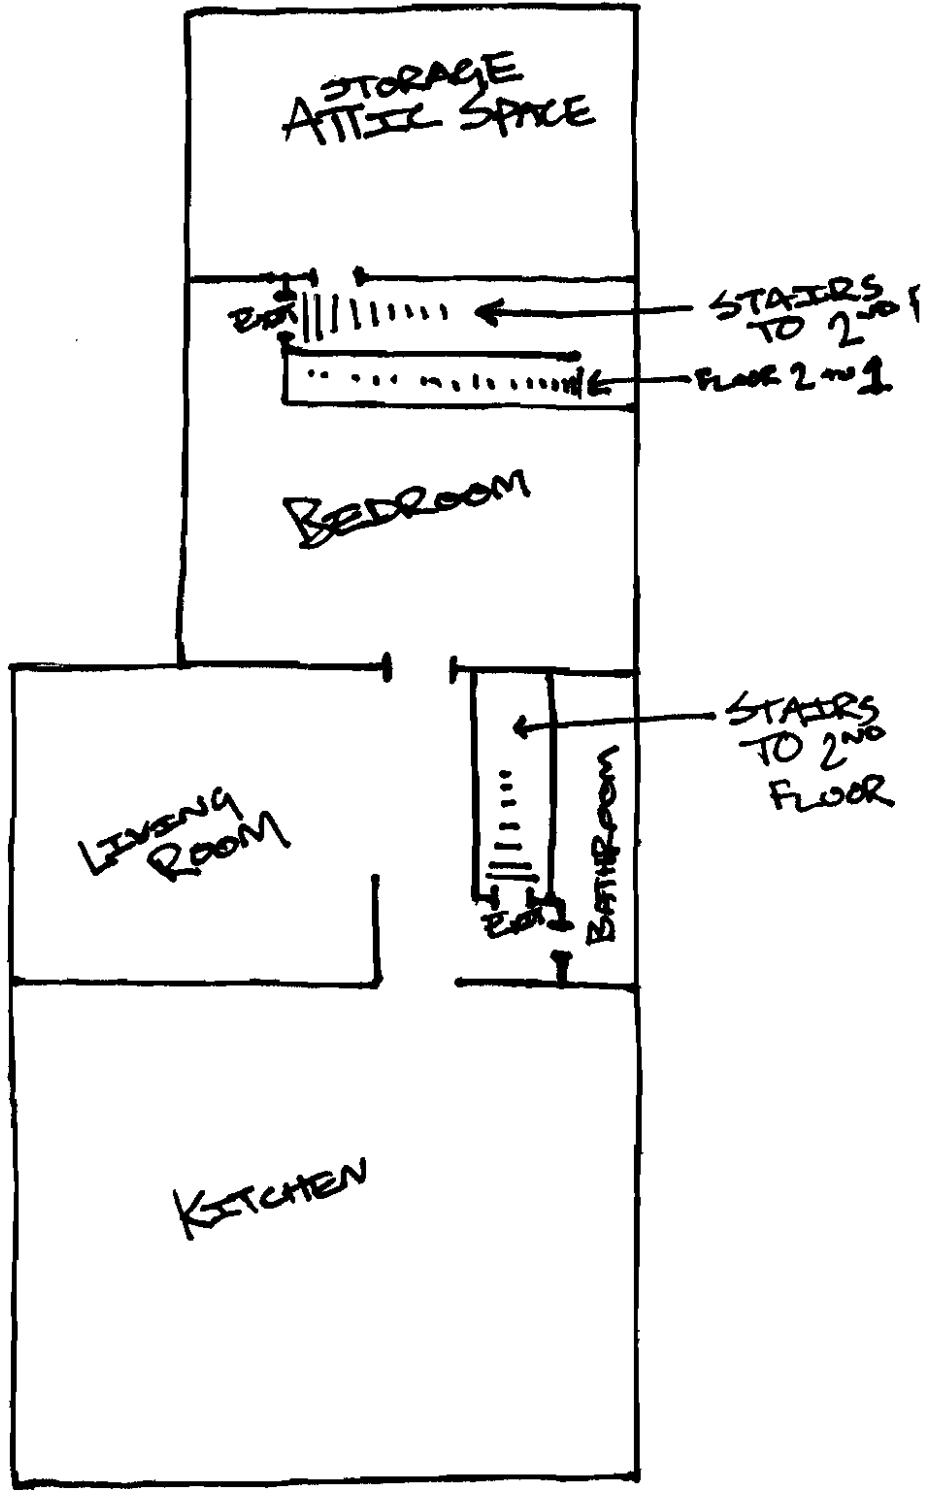 STORAGE
ATTIC SPACE
EXIT
STAIRS
TO 2ND F
FLOOR 2 TO 1
BEDROOM
STAIRS
TO 2ND
FLOOR
LIVING
ROOM
BATHROOM
EXIT
KITCHEN